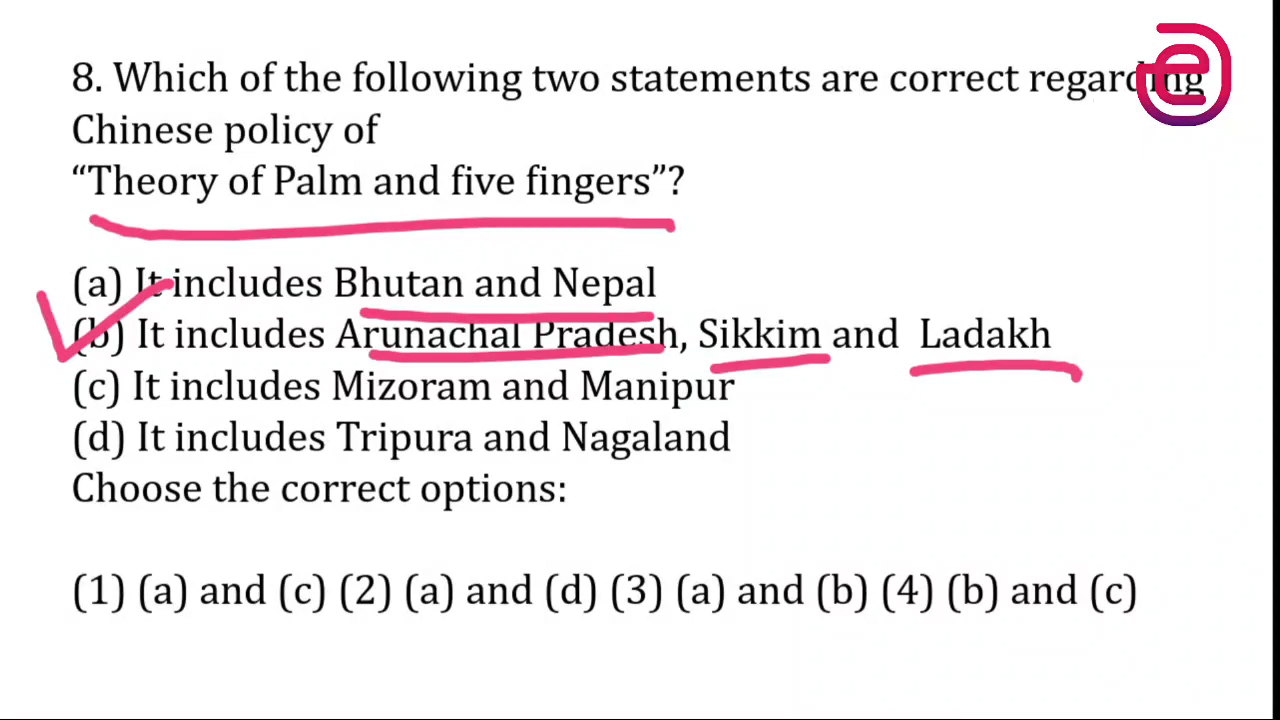 8. Which of the following two statements are correct regarding
Chinese policy of
“Theory of Palm and five fingers”?
(a) It includes Bhutan and Nepal
(b) It includes Arunachal Pradesh, Sikkim and Ladakh
(c) It includes Mizoram and Manipur
(d) It includes Tripura and Nagaland
Choose the correct options:
(1) (a) and (c) (2) (a) and (d) (3) (a) and (b) (4) (b) and (c)